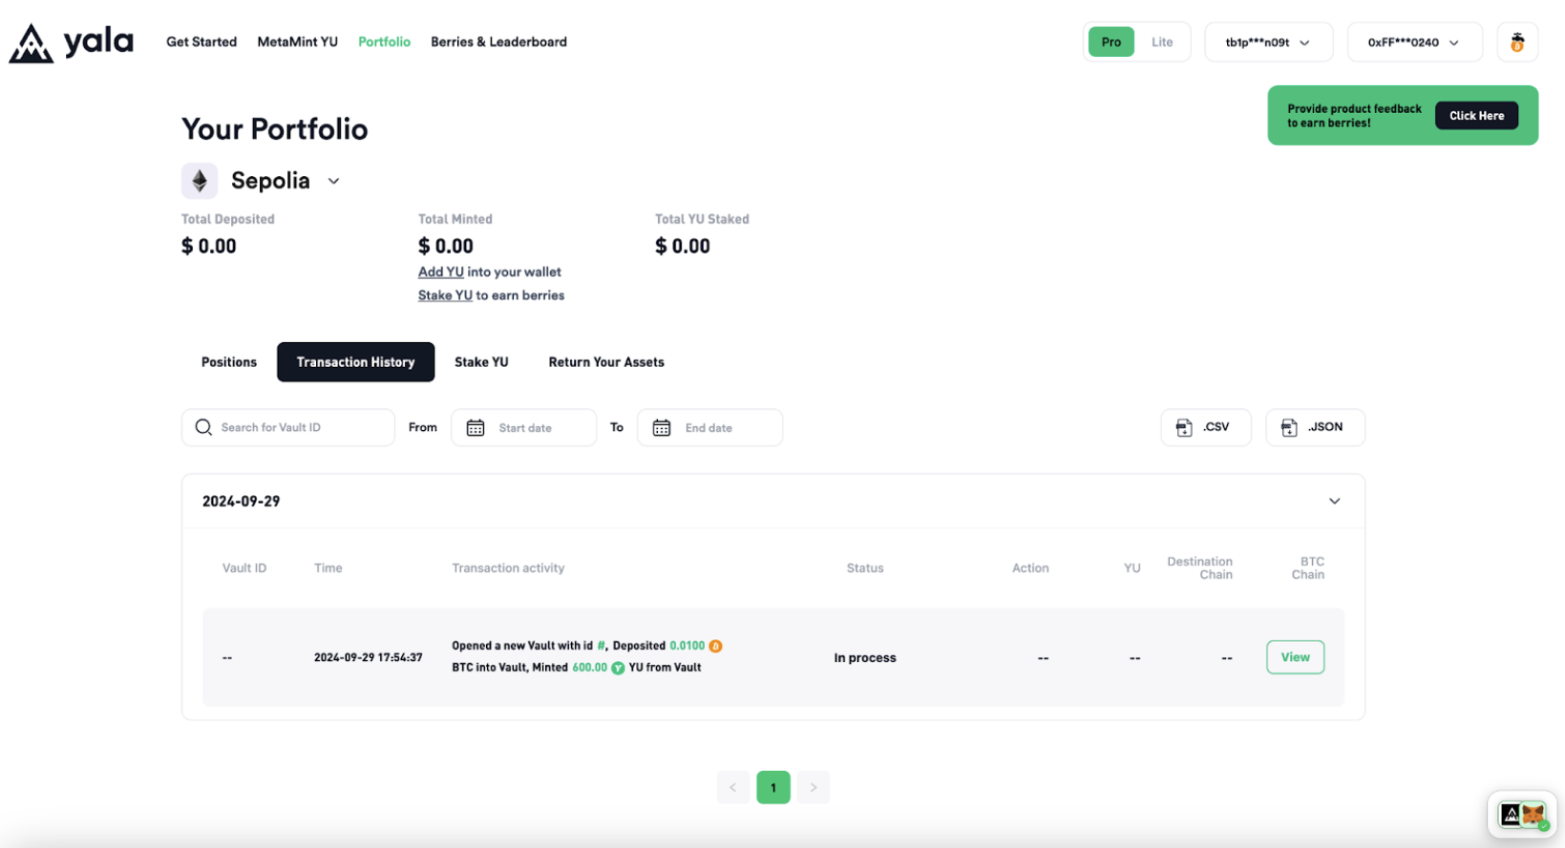 yala
Get Started MetaMint YU Portfolio Berries & Leaderboard
Pro Lite tb1p***n09t 0xFF***0240
Provide product feedback
to earn berries!
Click Here
Your Portfolio
Sepolia
Total Deposited Total Minted Total YU Staked
$ 0.00 $ 0.00 $ 0.00
Add YU into your wallet
Stake YU to earn berries
Positions Transaction History Stake YU Return Your Assets
Search for Vault ID From Start date To End date .CSV .JSON
2024-09-29
Vault ID Time Transaction activity Status Action YU Destination Chain BTC Chain
-- 2024-09-29 17:54:37 Opened a new Vault with id #, Deposited 0.0100
BTC into Vault, Minted 600.00 YU from Vault
In process -- -- -- View
< 1 >